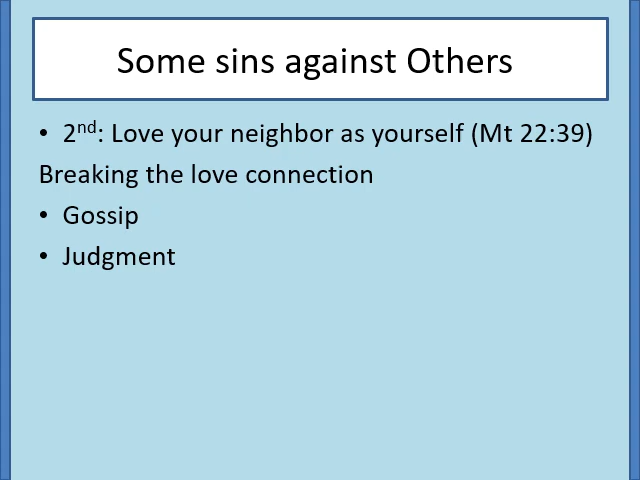 Some sins against Others
• 2nd: Love your neighbor as yourself (Mt 22:39)
Breaking the love connection
• Gossip
• Judgment